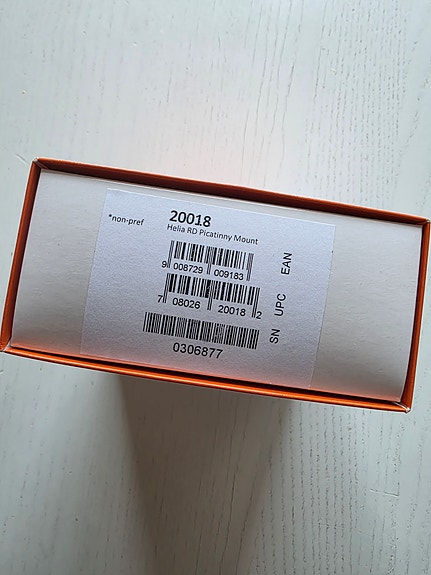 *non-pref
20018
Helia RD Picatinny Mount
9 008729 009183
EAN
7 08026 20018 2
UPC
0306877
SN